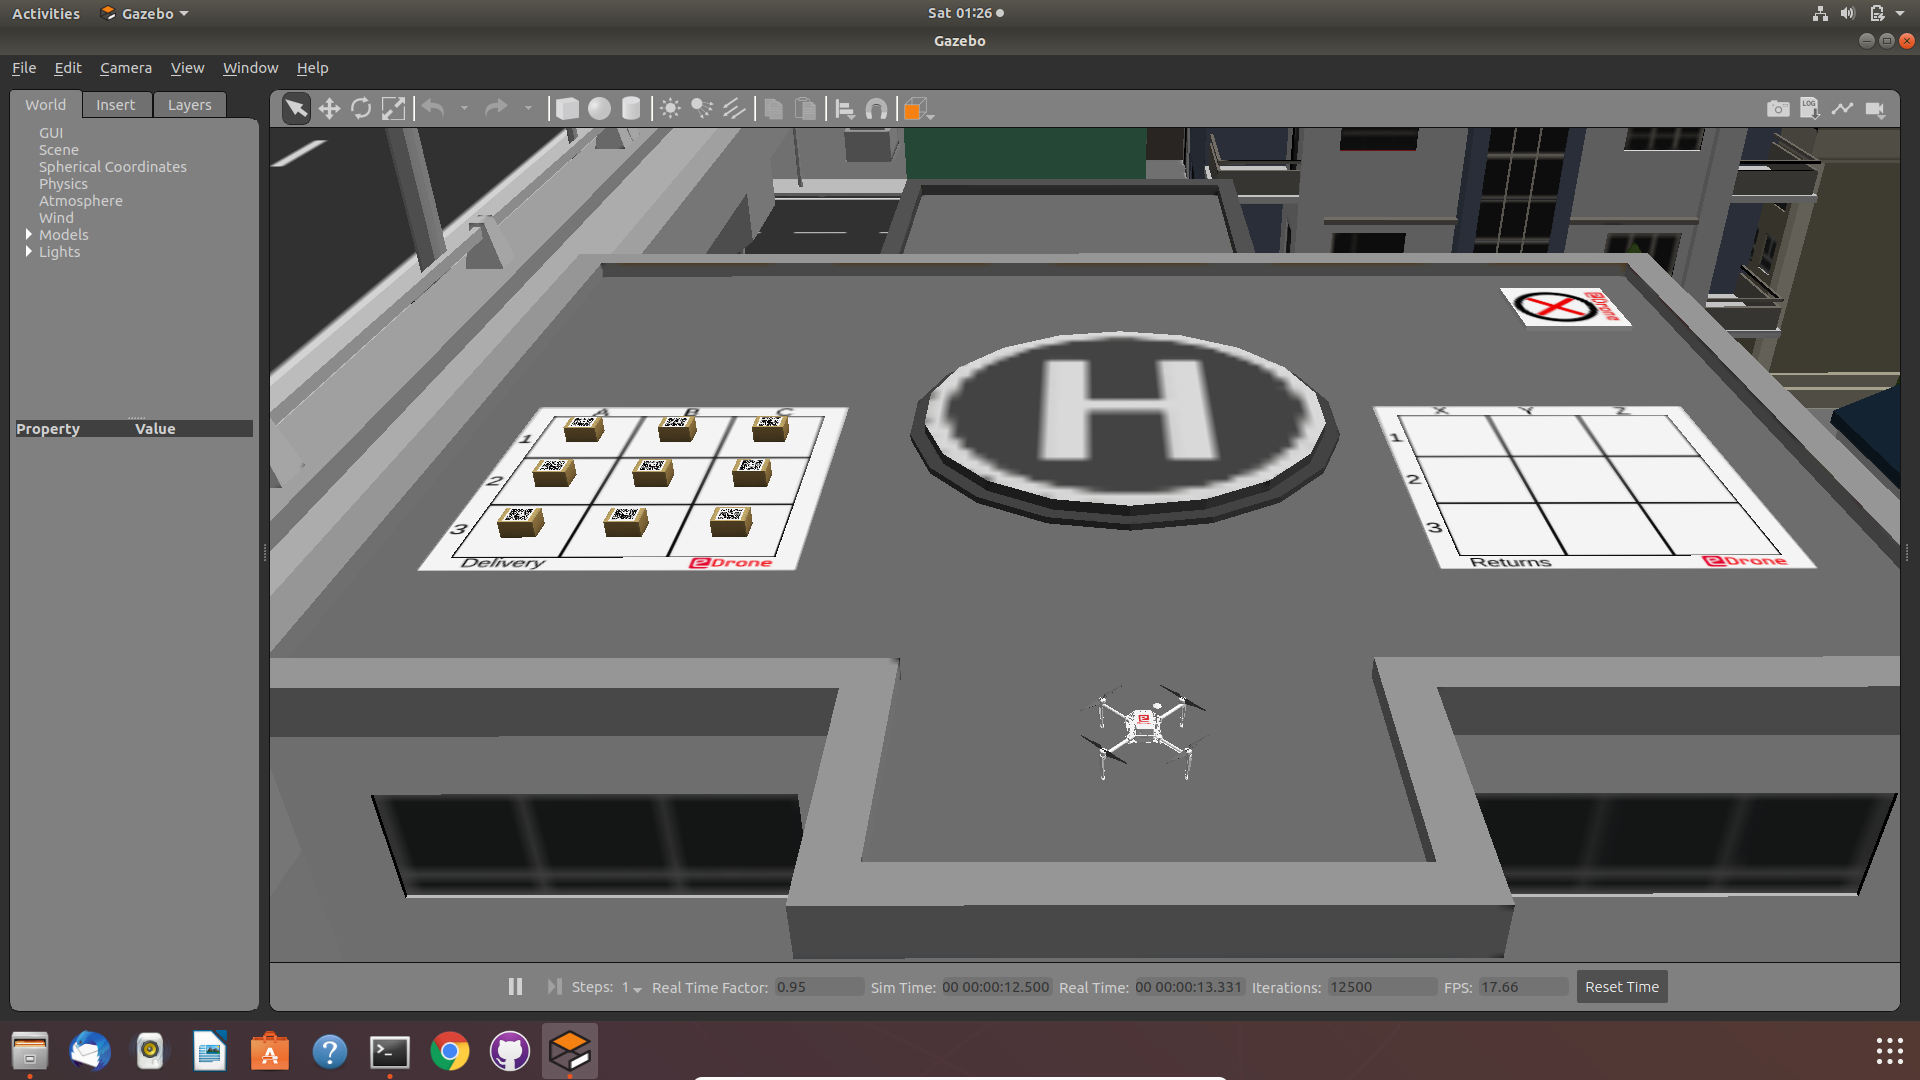 Activities Gazebo Sat 01:26
Gazebo
File Edit Camera View Window Help
World Insert Layers
GUI
Scene
Spherical Coordinates
Physics
Atmosphere
Wind
Models
Lights
Property Value
LOG
eDrone
H
A B C
1
2
3
Delivery eDrone
X Y Z
1
2
3
Returns eDrone
e
Steps: 1 Real Time Factor: 0.95 Sim Time: 00 00:00:12.500 Real Time: 00 00:00:13.331 Iterations: 12500 FPS: 17.66 Reset Time